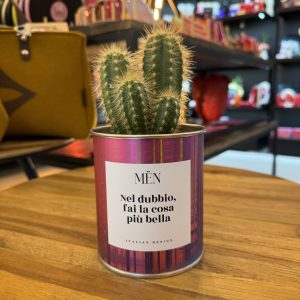 MĒN
Nel dubbio,
fai la cosa
più bella
ITALIAN DESIGN